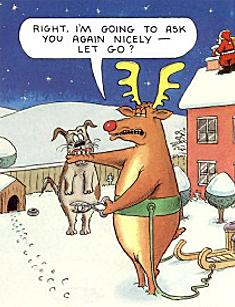 RIGHT, I'M GOING TO ASK
YOU AGAIN NICELY —
LET GO?